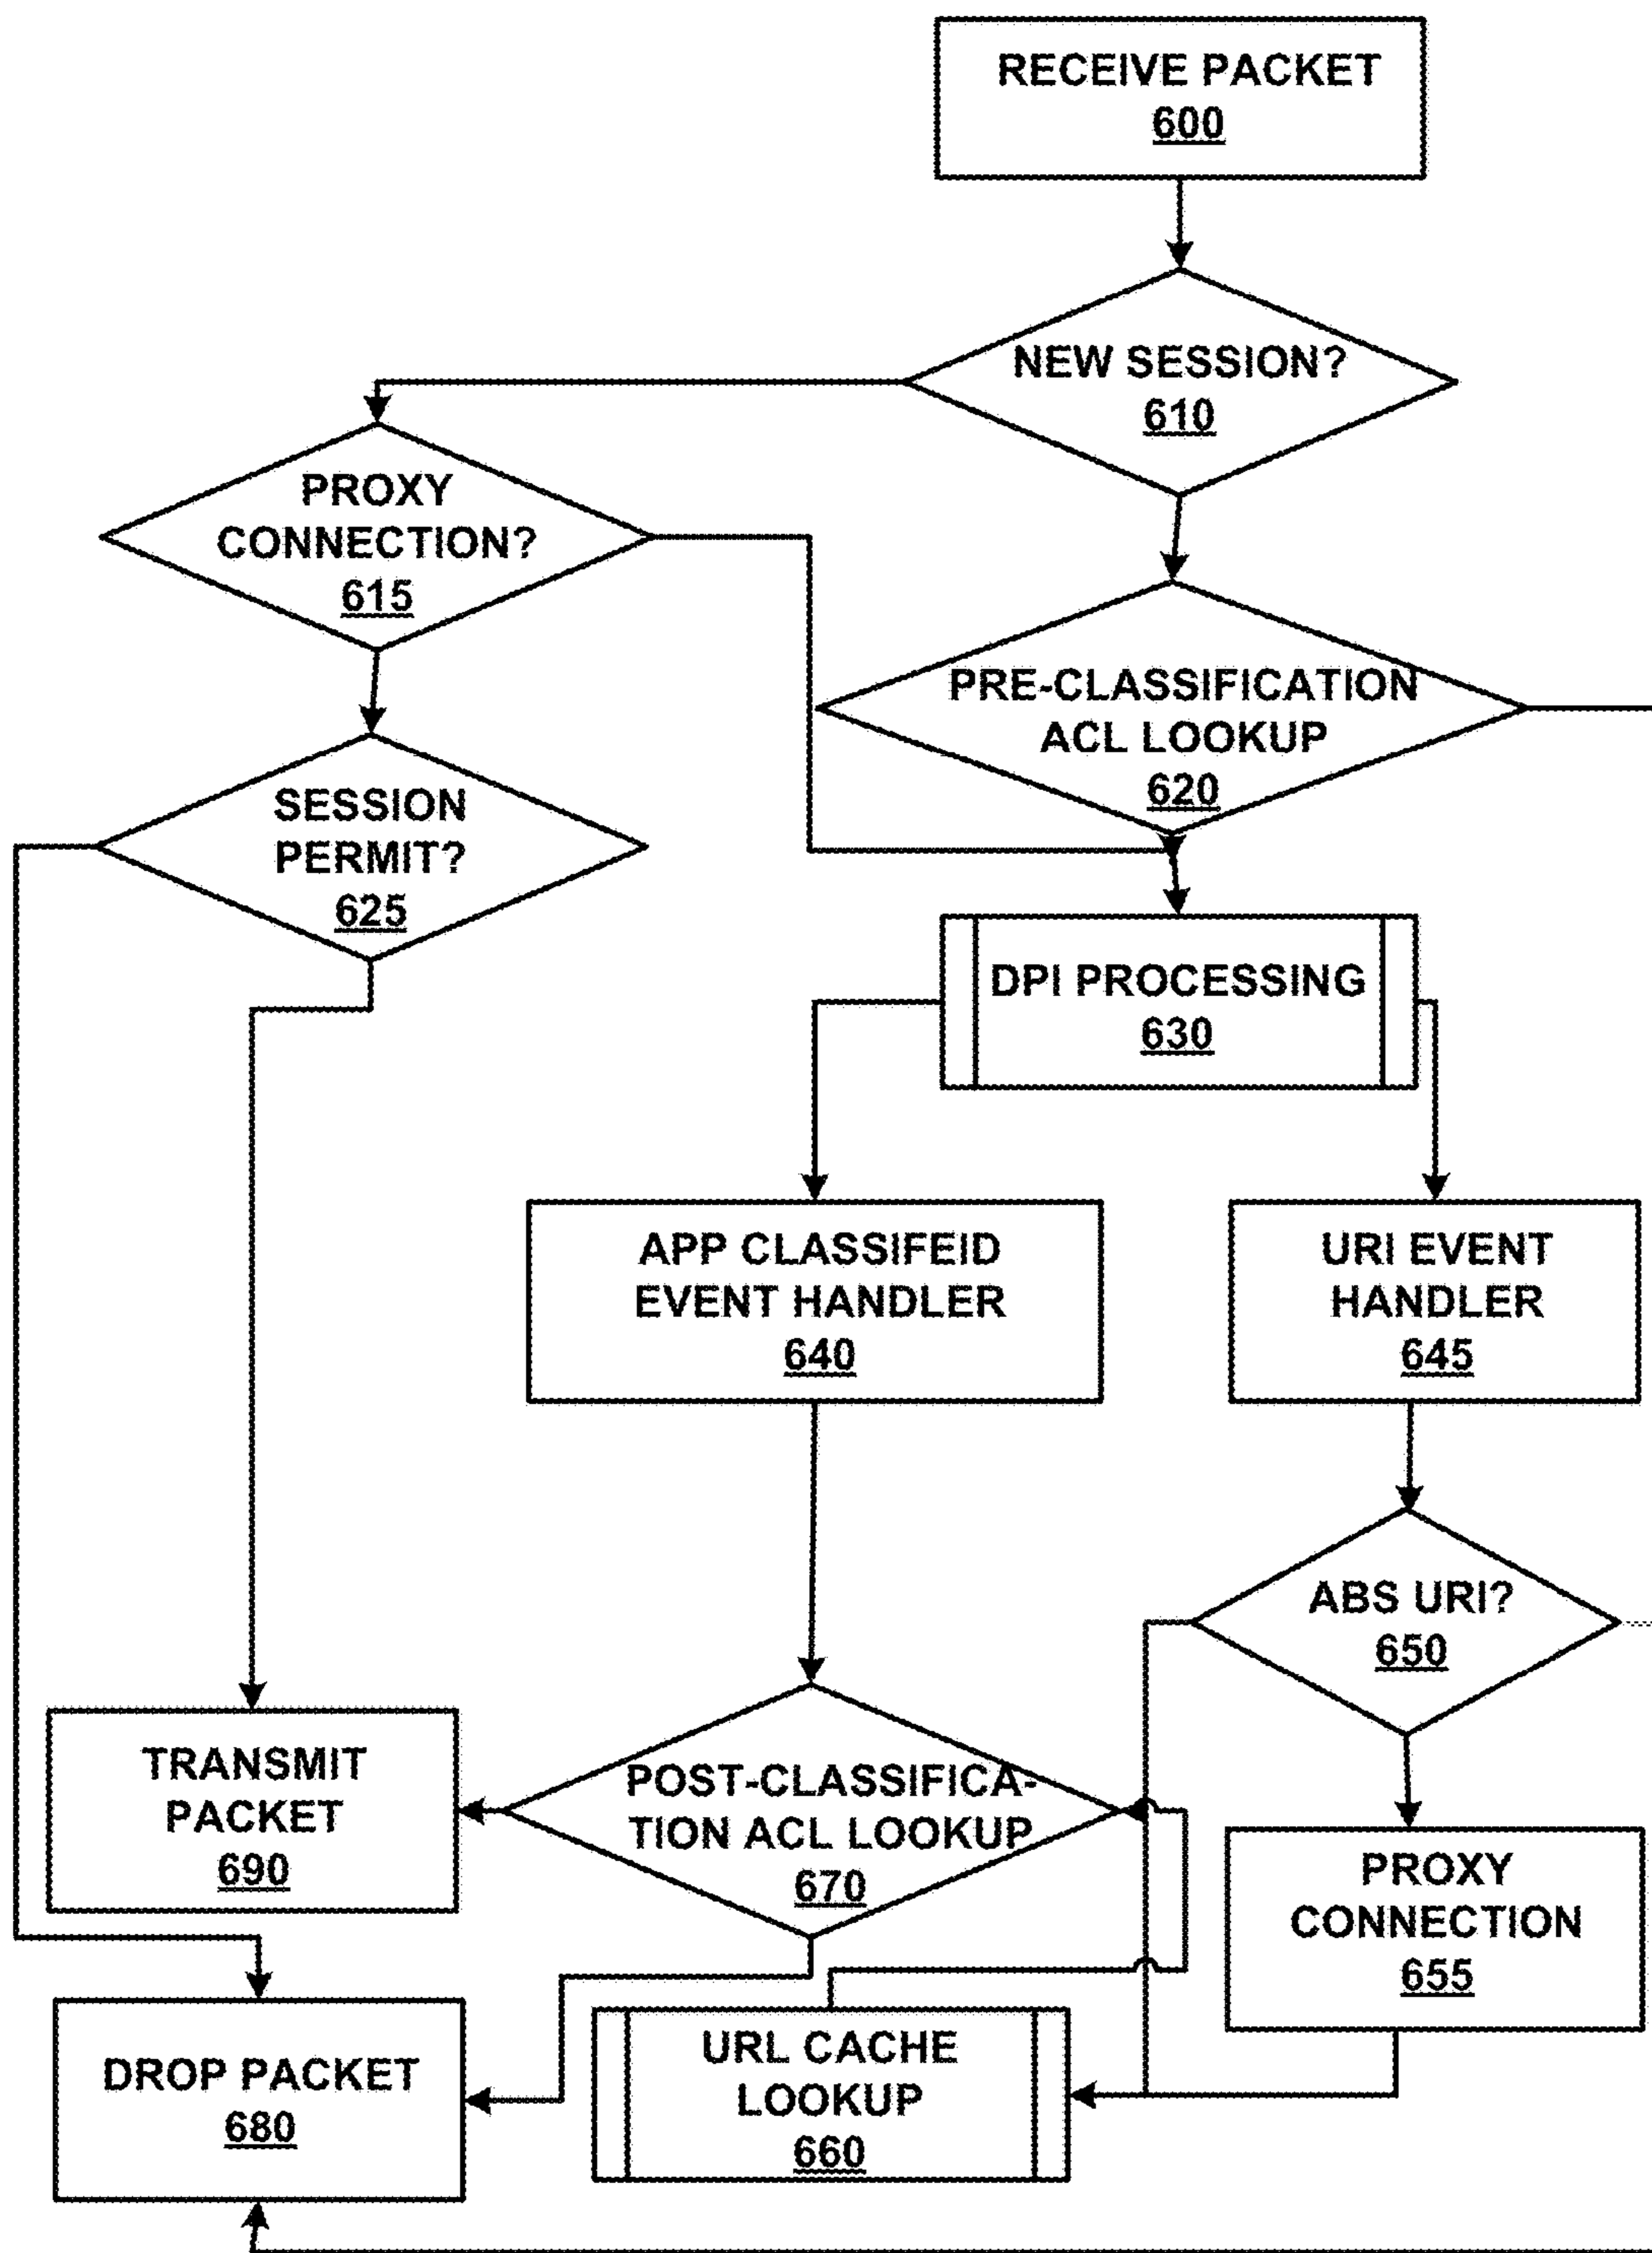 RECEIVE PACKET
600
NEW SESSION?
610
PROXY
CONNECTION?
615
PRE-CLASSIFICATION
ACL LOOKUP
620
SESSION
PERMIT?
625
DPI PROCESSING
630
APP CLASSIFEID
EVENT HANDLER
640
URI EVENT
HANDLER
645
ABS URI?
650
TRANSMIT
PACKET
690
POST-CLASSIFICA-
TION ACL LOOKUP
670
PROXY
CONNECTION
655
DROP PACKET
680
URL CACHE
LOOKUP
660